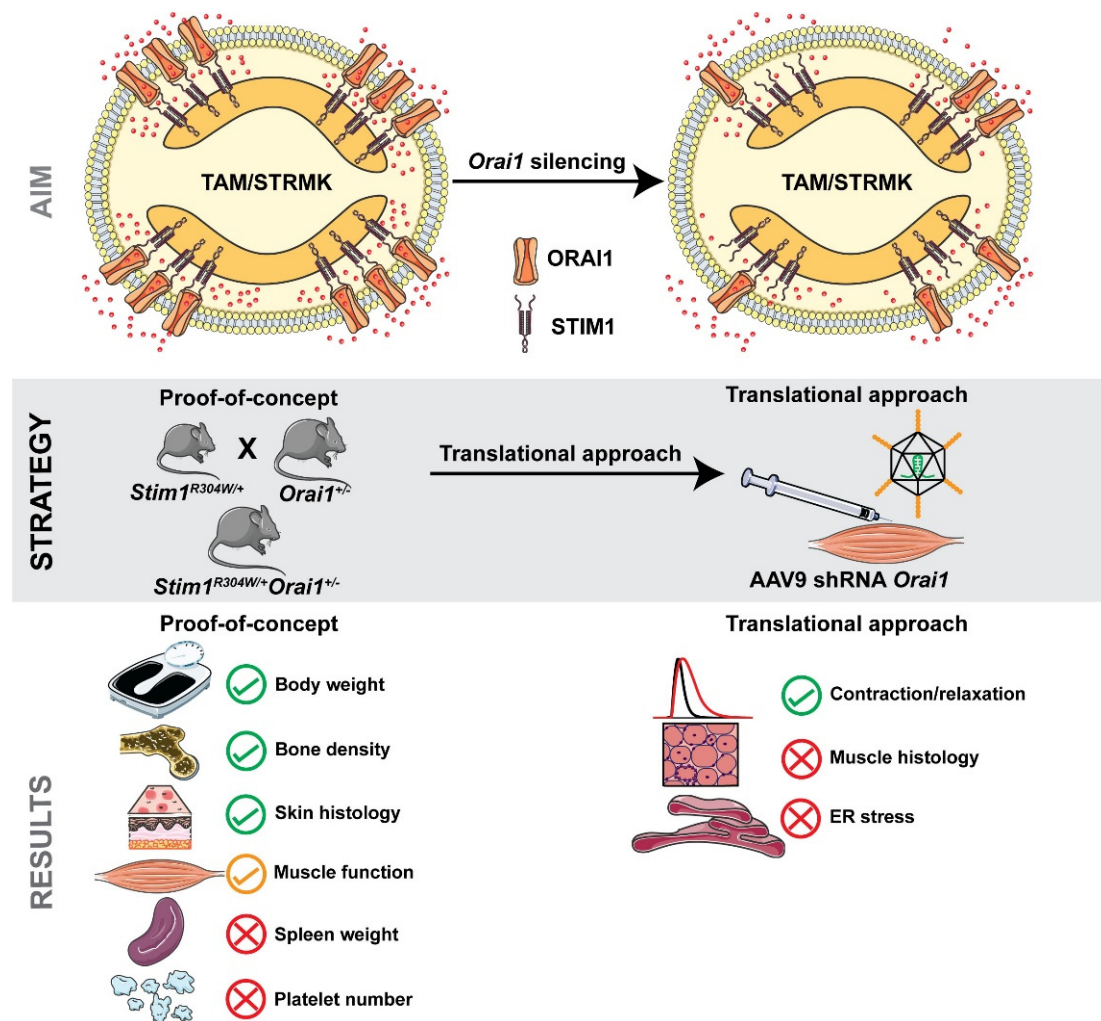 AIM
TAM/STRMK
Orai1 silencing
TAM/STRMK
ORAI1
STIM1
STRATEGY
Proof-of-concept
X
Stim1R304W/+
Orai1+/-
Stim1R304W/+Orai1+/-
Translational approach
Translational approach
AAV9 shRNA Orai1
RESULTS
Proof-of-concept
Body weight
Bone density
Skin histology
Muscle function
Spleen weight
Platelet number
Translational approach
Contraction/relaxation
Muscle histology
ER stress